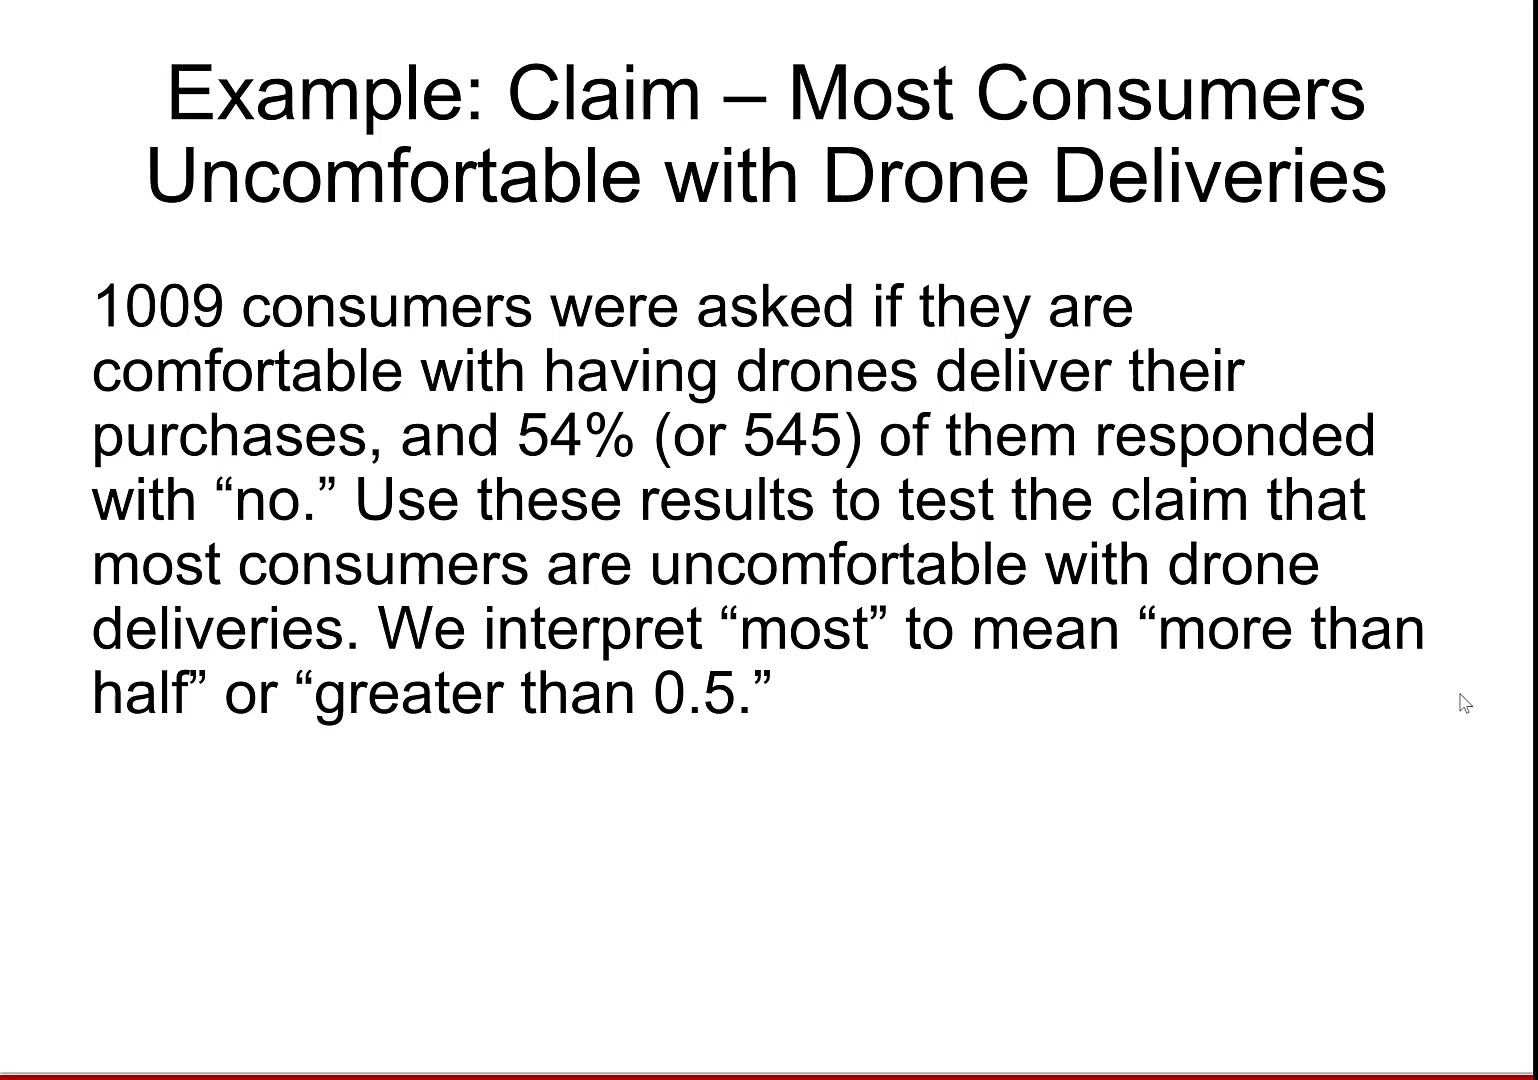 Example: Claim – Most Consumers
Uncomfortable with Drone Deliveries
1009 consumers were asked if they are
comfortable with having drones deliver their
purchases, and 54% (or 545) of them responded
with “no.” Use these results to test the claim that
most consumers are uncomfortable with drone
deliveries. We interpret “most” to mean “more than
half” or “greater than 0.5.”